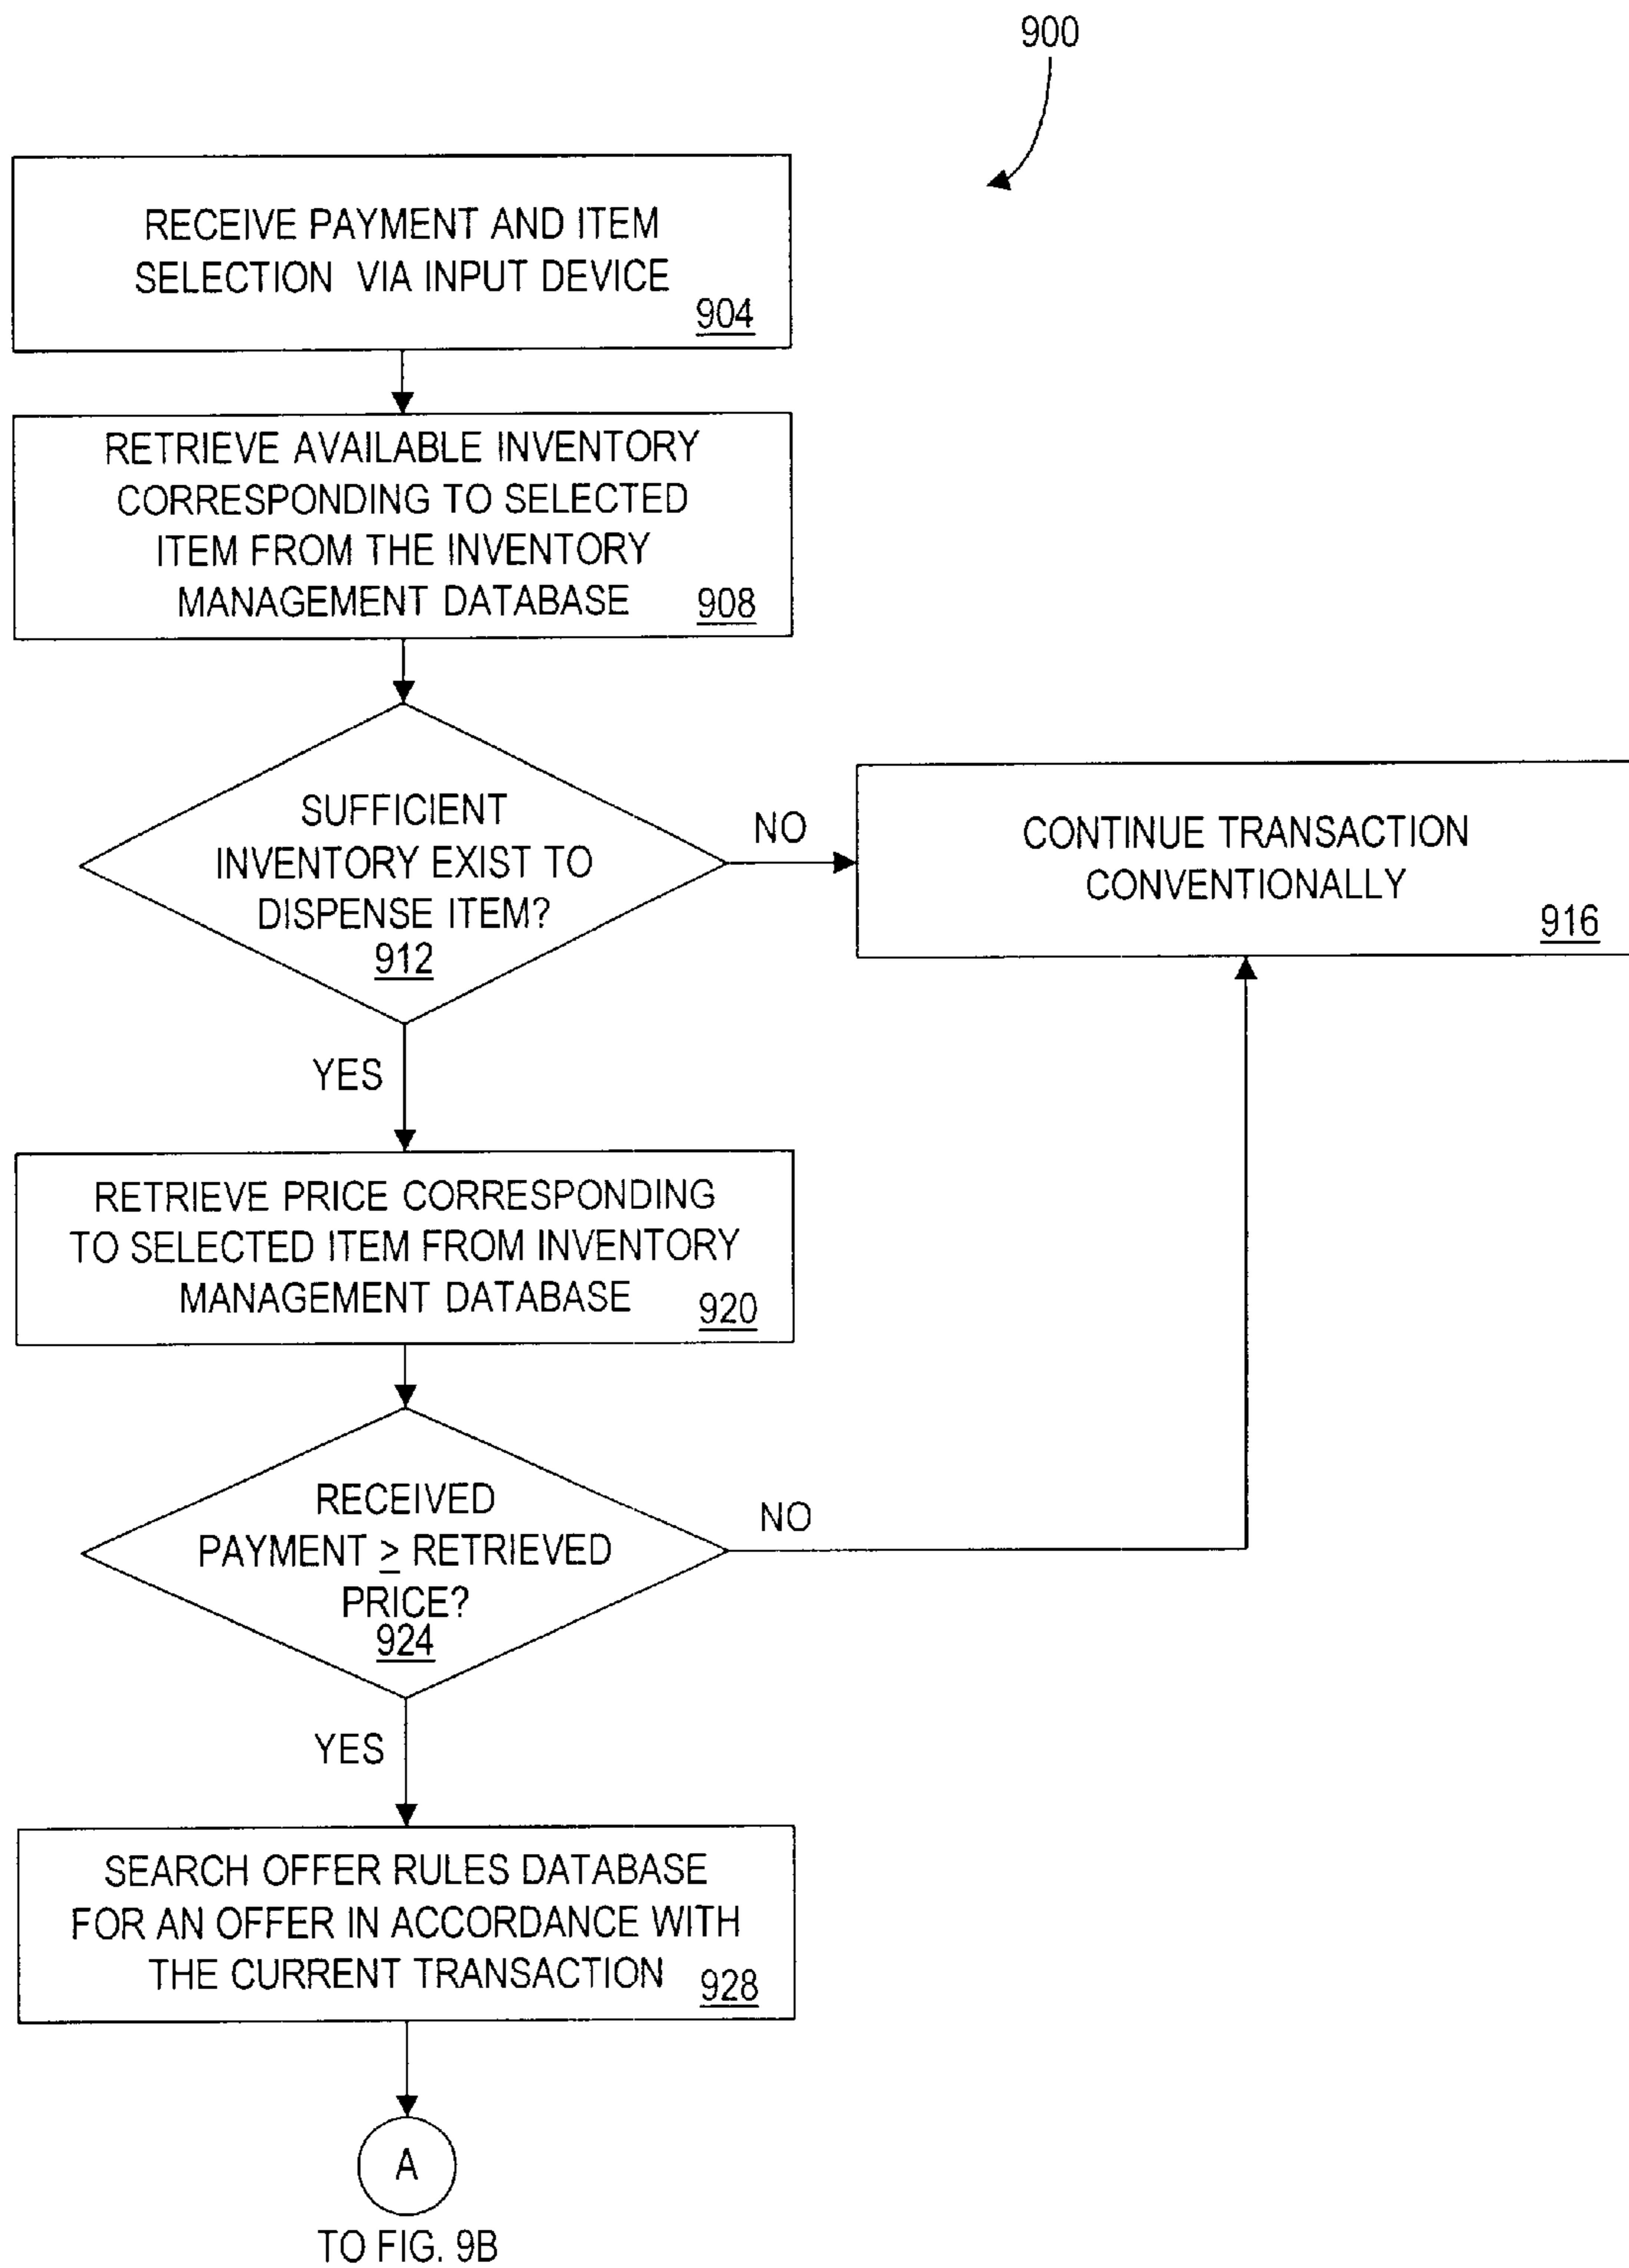 900
RECEIVE PAYMENT AND ITEM
SELECTION VIA INPUT DEVICE
904
RETRIEVE AVAILABLE INVENTORY
CORRESPONDING TO SELECTED
ITEM FROM THE INVENTORY
MANAGEMENT DATABASE 908
SUFFICIENT
INVENTORY EXIST TO
DISPENSE ITEM?
912
NO
CONTINUE TRANSACTION
CONVENTIONALLY
916
YES
RETRIEVE PRICE CORRESPONDING
TO SELECTED ITEM FROM INVENTORY
MANAGEMENT DATABASE 920
RECEIVED
PAYMENT ≥ RETRIEVED
PRICE?
924
NO
YES
SEARCH OFFER RULES DATABASE
FOR AN OFFER IN ACCORDANCE WITH
THE CURRENT TRANSACTION 928
A
TO FIG. 9B